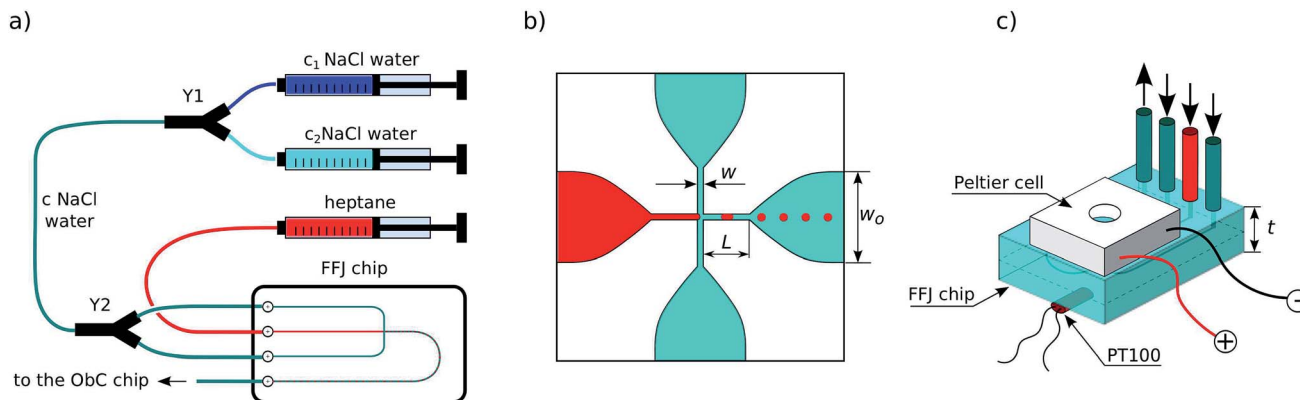 a)
c₁ NaCl water
Y1
c₂NaCl water
c NaCl
water
heptane
FFJ chip
Y2
+
+
+
+
to the ObC chip
b)
w
wₒ
L
c)
Peltier cell
t
FFJ chip
−
+
PT100